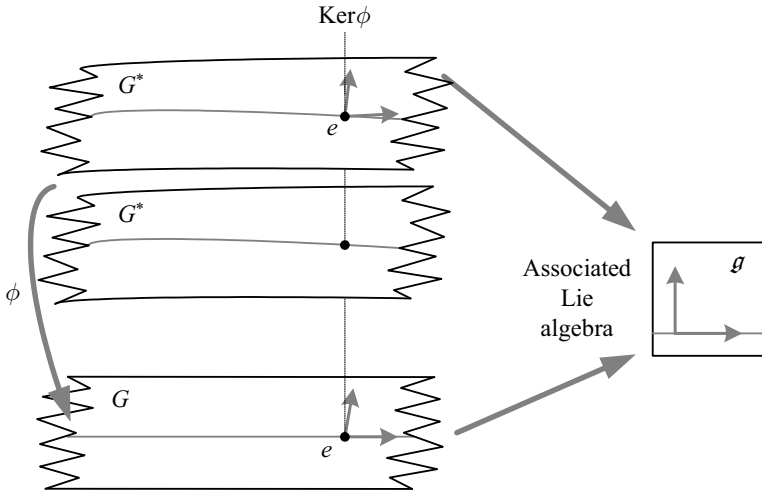 Kerϕ
G*
e
G*
ϕ
Associated
Lie
algebra
𝔤
G
e